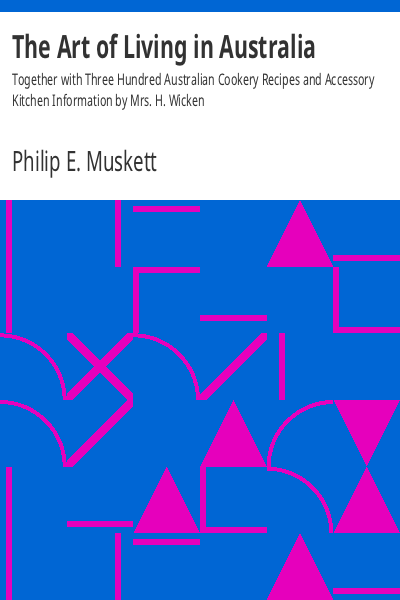 The Art of Living in Australia
Together with Three Hundred Australian Cookery Recipes and Accessory
Kitchen Information by Mrs. H. Wicken
Philip E. Muskett